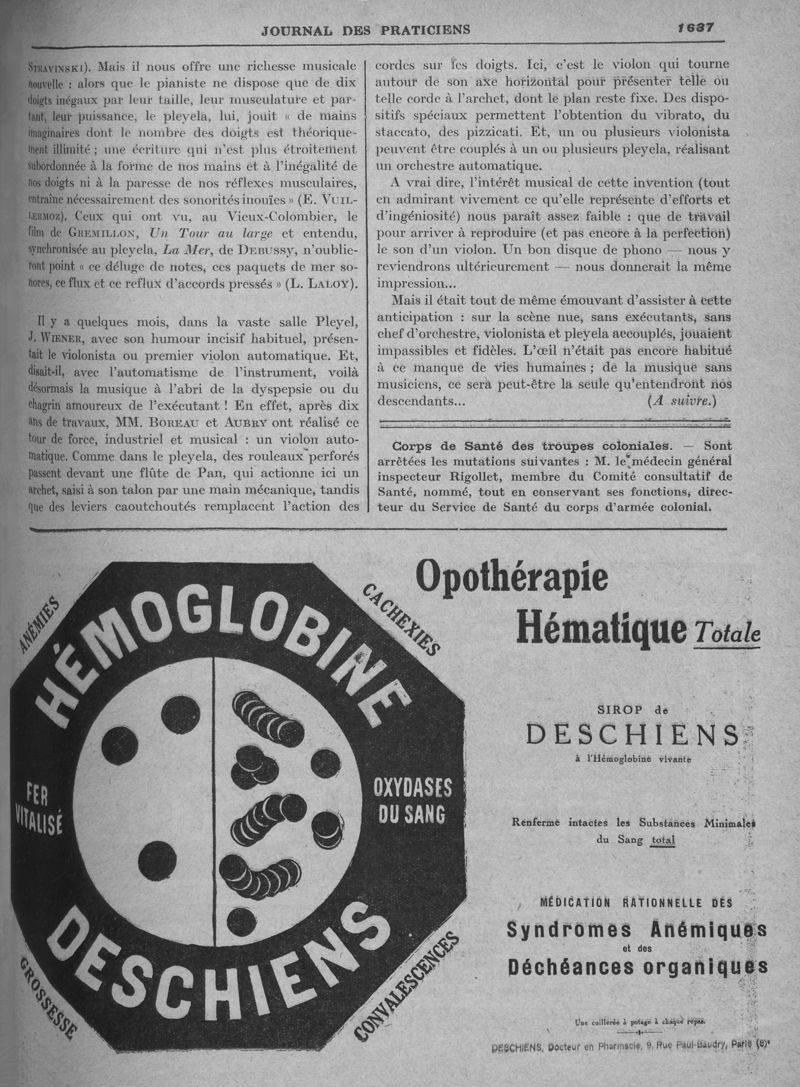 JOURNAL DES PRATICIENS
1637
STRAVINSKI). Mais il nous offre une richesse musicale
nouvelle : alors que le pianiste ne dispose que de dix
doigts inégaux par leur taille, leur musculature et par-
tant, leur puissance, le pleyela, lui, jouit « de mains
imaginaires dont le nombre des doigts est théorique-
ment illimité ; une écriture qui n'est plus étroitement
subordonnée à la forme de nos mains et à l'inégalité de
nos doigts ni à la paresse de nos réflexes musculaires,
entraîne nécessairement des sonorités inouïes » (E. VUIL-
LERMOZ). Ceux qui ont vu, au Vieux-Colombier, le
film de GREMILLON, Un Tour au large et entendu,
synchronisée au pleyela, La Mer, de DEBUSSY, n'oublie-
ront point « ce déluge de notes, ces paquets de mer so-
nores, ce flux et ce reflux d'accords pressés » (L. LALOY).
Il y a quelques mois, dans la vaste salle Pleyel,
J. WIENER, avec son humour incisif habituel, présen-
tait le violonista ou premier violon automatique. Et,
disait-il, avec l'automatisme de l'instrument, voilà
désormais la musique à l'abri de la dyspepsie ou du
chagrin amoureux de l'exécutant ! En effet, après dix
ans de travaux, MM. BOREAU et AUBRY ont réalisé ce
tour de force, industriel et musical : un violon auto-
matique. Comme dans le pleyela, des rouleaux perforés
passent devant une flûte de Pan, qui actionne ici un
archet, saisi à son talon par une main mécanique, tandis
que des leviers caoutchoutés remplacent l'action des
cordes sur les doigts. Ici, c'est le violon qui tourne
autour de son axe horizontal pour présenter telle ou
telle corde à l'archet, dont le plan reste fixe. Des dispo-
sitifs spéciaux permettent l'obtention du vibrato, du
staccato, des pizzicati. Et, un ou plusieurs violonista
peuvent être couplés à un ou plusieurs pleyela, réalisant
un orchestre automatique.
A vrai dire, l'intérêt musical de cette invention (tout
en admirant vivement ce qu'elle représente d'efforts et
d'ingéniosité) nous paraît assez faible : que de travail
pour arriver à reproduire (et pas encore à la perfection)
le son d'un violon. Un bon disque de phono — nous y
reviendrons ultérieurement — nous donnerait la même
impression...
Mais il était tout de même émouvant d'assister à cette
anticipation : sur la scène nue, sans exécutants, sans
chef d'orchestre, violonista et pleyela accouplés, jouaient
impassibles et fidèles. L'œil n'était pas encore habitué
à ce manque de vies humaines ; de la musique sans
musiciens, ce sera peut-être la seule qu'entendront nos
descendants... (A suivre.)
Corps de Santé des troupes coloniales. — Sont
arrêtées les mutations suivantes : M. le médecin général
inspecteur Rigollet, membre du Comité consultatif de
Santé, nommé, tout en conservant ses fonctions, direc-
teur du Service de Santé du corps d'armée colonial.
ANÉMIES
CACHEXIES
HÉMOGLOBINE
FER
VITALISÉ
OXYDASES
DU SANG
DESCHIENS
GROSSESSE
CONVALESCENCES
Opothérapie
Hématique Totale
SIROP de
DESCHIENS
à l'Hémoglobine vivante
Renferme intactes les Substances Minimales
du Sang total
MÉDICATION RATIONNELLE DES
Syndromes Anémiques
et des
Déchéances organiques
Une cuillerée à potage à chaque repas.
DESCHIENS, Docteur en Pharmacie, 9, Rue Paul-Baudry, Paris (8)*